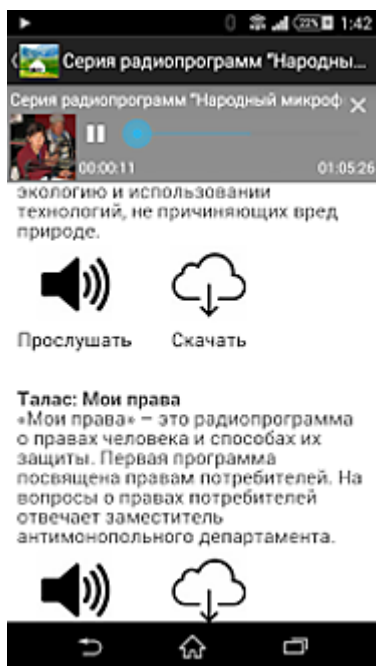 22% 1:42
Серия радиопрограмм "Народны...
Серия радиопрограмм "Народный микроф
00:00:11 01:05:26
экологию и использовании
технологий, не причиняющих вред
природе.
Прослушать Скачать
Талас: Мои права
«Мои права» – это радиопрограмма
о правах человека и способах их
защиты. Первая программа
посвящена правам потребителей. На
вопросы о правах потребителей
отвечает заместитель
антимонопольного департамента.